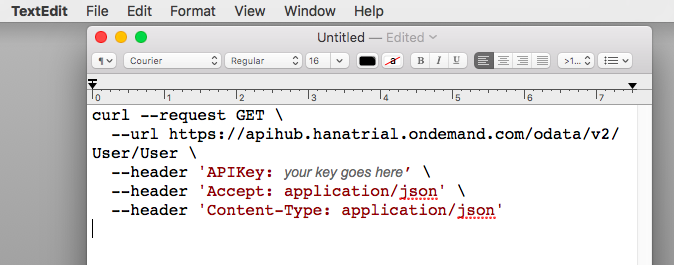 TextEdit File Edit Format View Window Help
Untitled — Edited
¶ Courier Regular 16 a B I U >1...
0 1 2 3 4 5 6 7
curl --request GET \
--url https://apihub.hanatrial.ondemand.com/odata/v2/
User/User \
--header 'APIKey: your key goes here’ \
--header 'Accept: application/json' \
--header 'Content-Type: application/json'